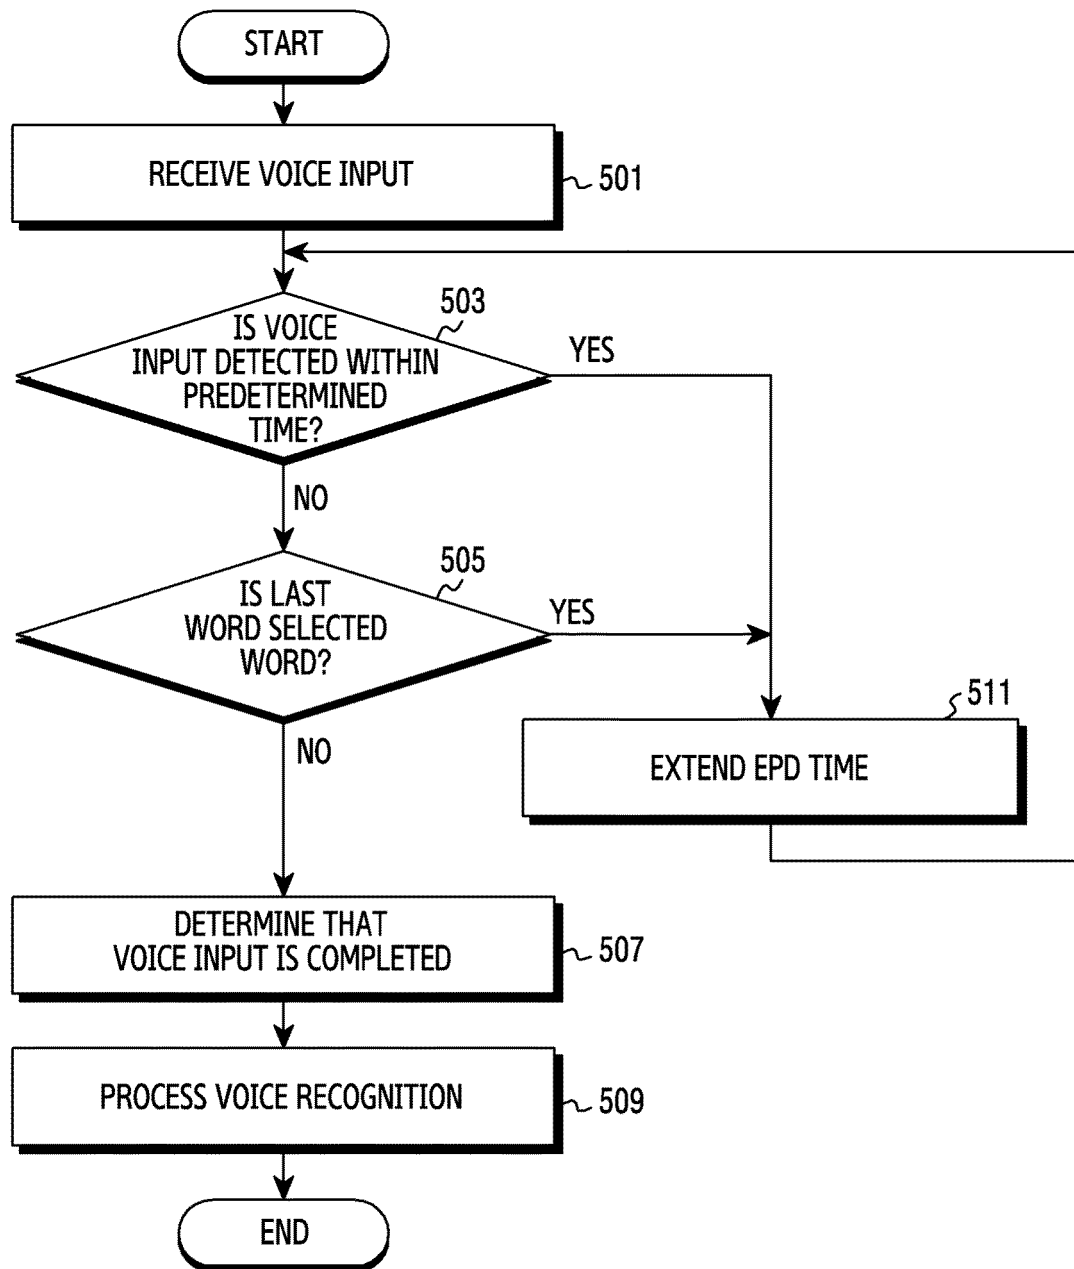 START
RECEIVE VOICE INPUT
501
503
IS VOICE
INPUT DETECTED WITHIN
PREDETERMINED
TIME?
YES
NO
505
IS LAST
WORD SELECTED
WORD?
YES
NO
511
EXTEND EPD TIME
DETERMINE THAT
VOICE INPUT IS COMPLETED
507
PROCESS VOICE RECOGNITION
509
END